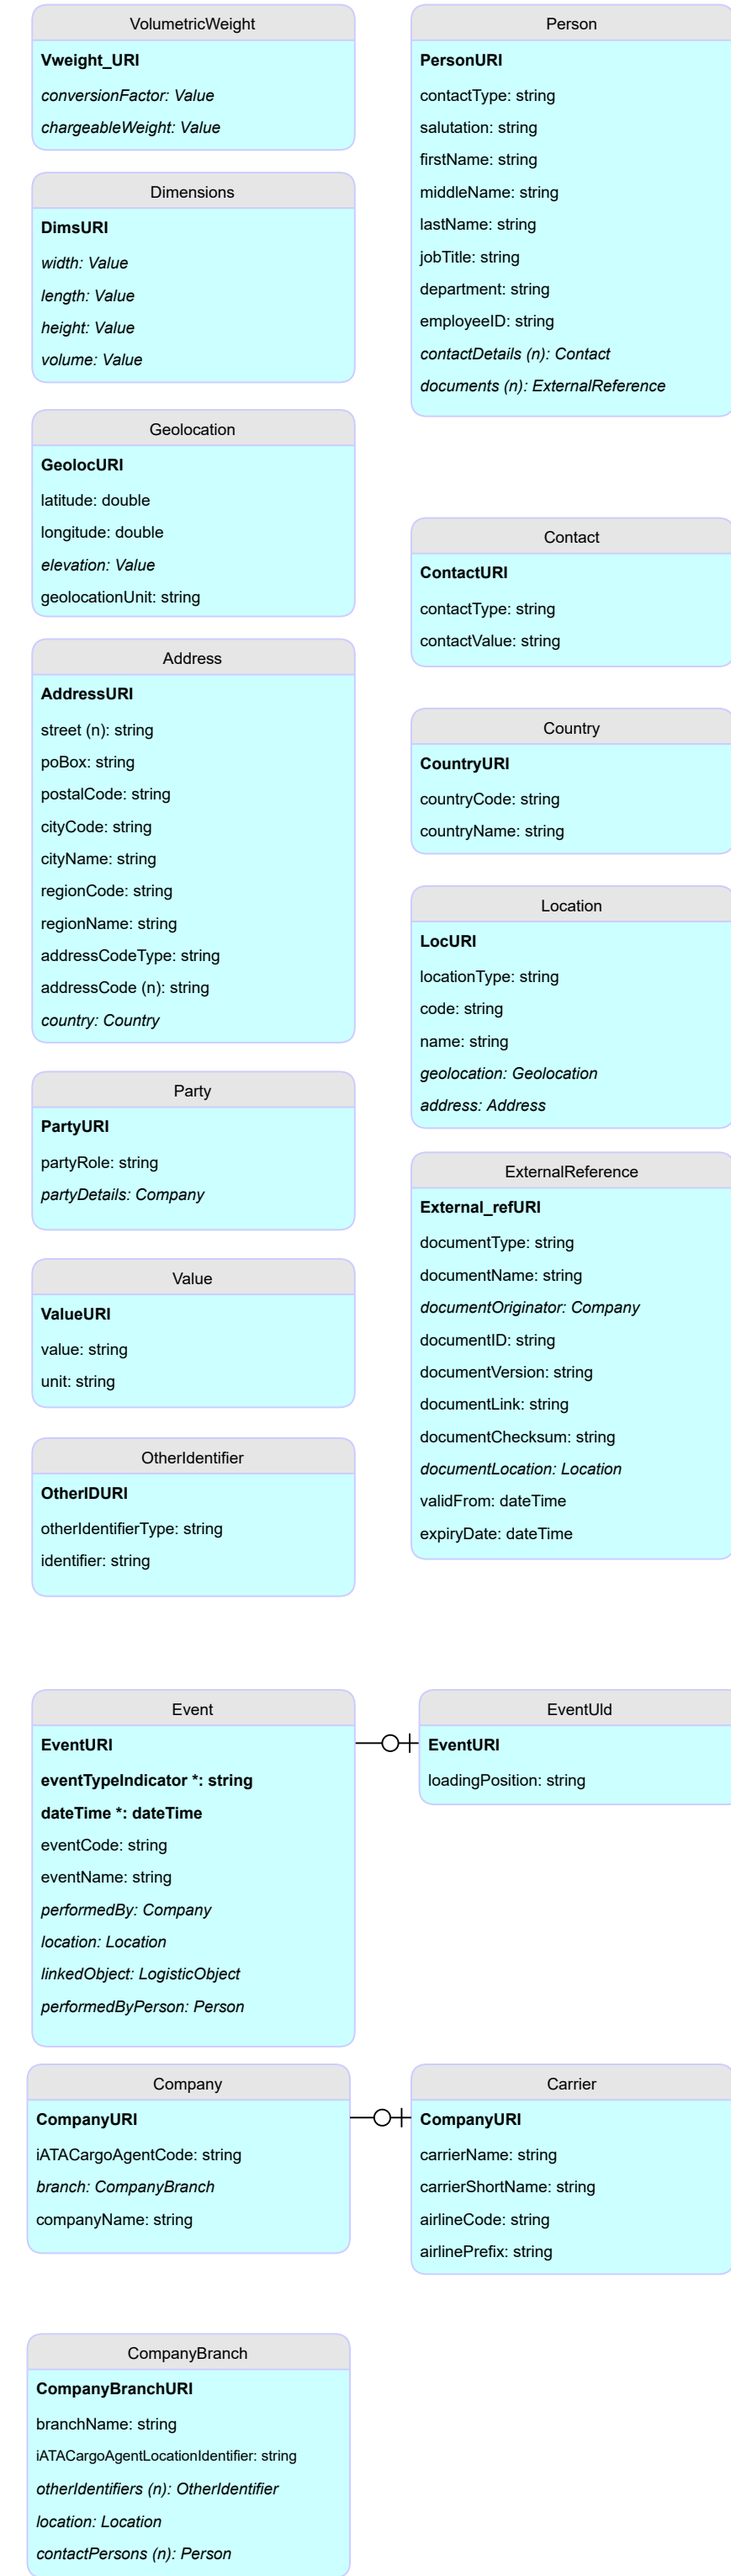 VolumetricWeight
Vweight_URI
conversionFactor: Value
chargeableWeight: Value
Dimensions
DimsURI
width: Value
length: Value
height: Value
volume: Value
Geolocation
GeolocURI
latitude: double
longitude: double
elevation: Value
geolocationUnit: string
Address
AddressURI
street (n): string
poBox: string
postalCode: string
cityCode: string
cityName: string
regionCode: string
regionName: string
addressCodeType: string
addressCode (n): string
country: Country
Party
PartyURI
partyRole: string
partyDetails: Company
Value
ValueURI
value: string
unit: string
OtherIdentifier
OtherIDURI
otherIdentifierType: string
identifier: string
Person
PersonURI
contactType: string
salutation: string
firstName: string
middleName: string
lastName: string
jobTitle: string
department: string
employeeID: string
contactDetails (n): Contact
documents (n): ExternalReference
Contact
ContactURI
contactType: string
contactValue: string
Country
CountryURI
countryCode: string
countryName: string
Location
LocURI
locationType: string
code: string
name: string
geolocation: Geolocation
address: Address
ExternalReference
External_refURI
documentType: string
documentName: string
documentOriginator: Company
documentID: string
documentVersion: string
documentLink: string
documentChecksum: string
documentLocation: Location
validFrom: dateTime
expiryDate: dateTime
Event
EventURI
eventTypeIndicator *: string
dateTime *: dateTime
eventCode: string
eventName: string
performedBy: Company
location: Location
linkedObject: LogisticObject
performedByPerson: Person
EventUld
EventURI
loadingPosition: string
Company
CompanyURI
iATACargoAgentCode: string
branch: CompanyBranch
companyName: string
Carrier
CompanyURI
carrierName: string
carrierShortName: string
airlineCode: string
airlinePrefix: string
CompanyBranch
CompanyBranchURI
branchName: string
iATACargoAgentLocationIdentifier: string
otherIdentifiers (n): OtherIdentifier
location: Location
contactPersons (n): Person